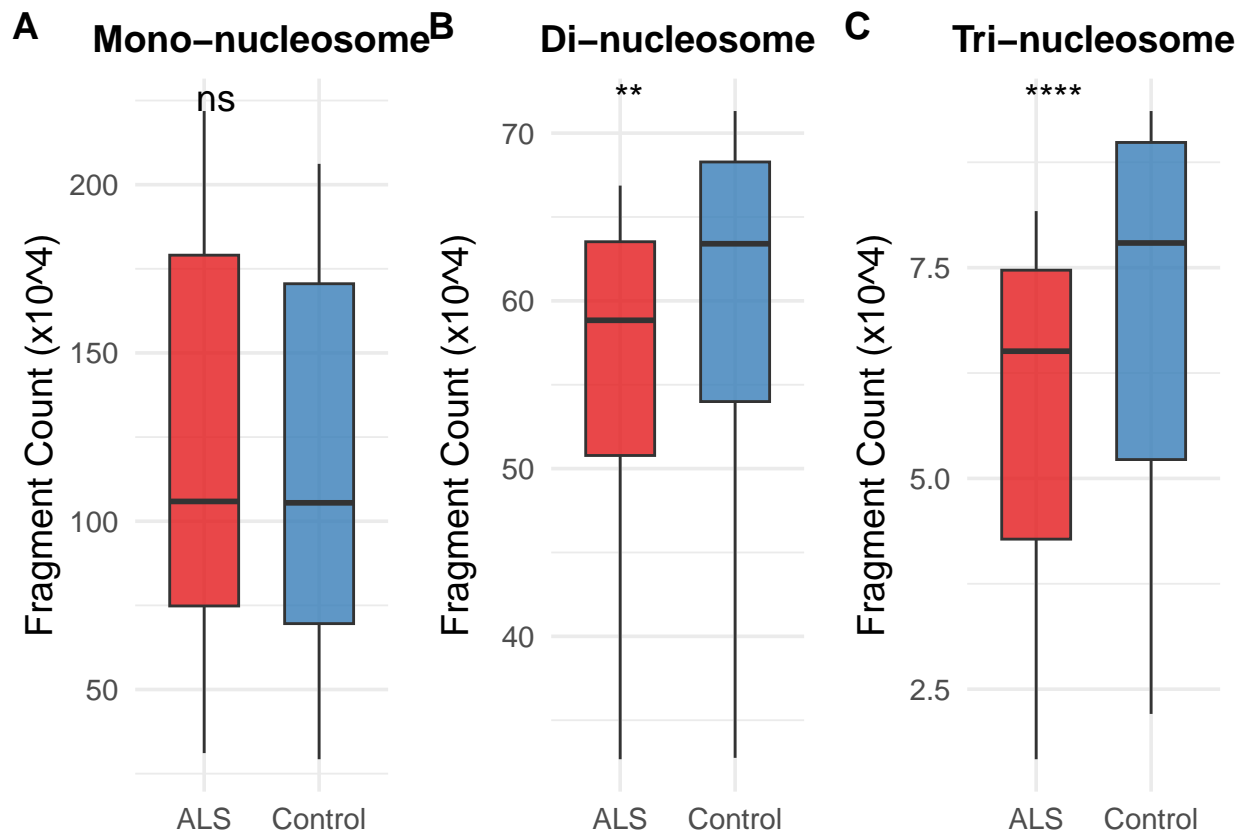 A
Mono−nucleosome
ns
Fragment Count (x10^4)
200
150
100
50
ALS
Control
B
Di−nucleosome
**
Fragment Count (x10^4)
70
60
50
40
ALS
Control
C
Tri−nucleosome
****
Fragment Count (x10^4)
7.5
5.0
2.5
ALS
Control